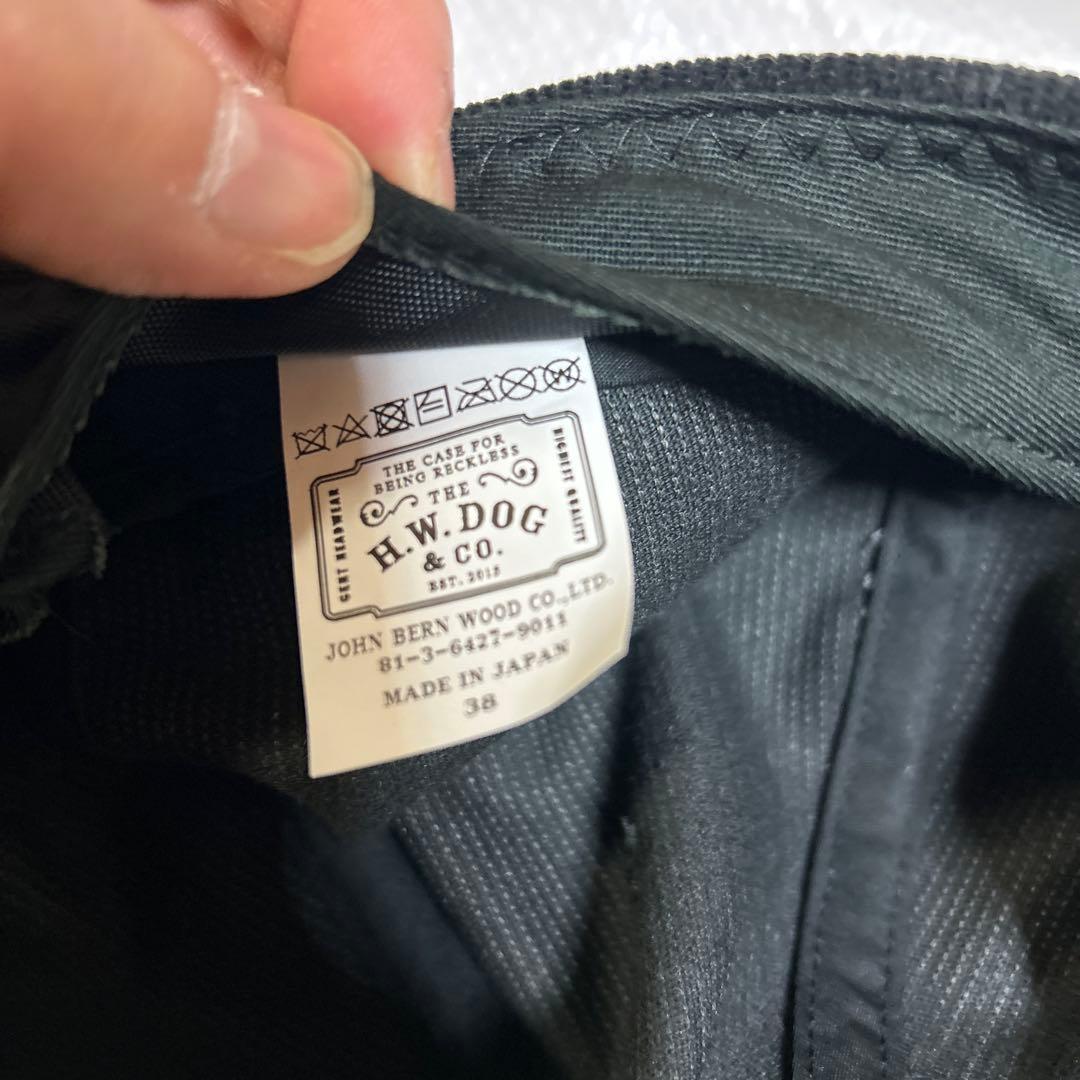 THE CASE FOR
BEING RECKLESS
GENT HEADWEAR
HIGHEST QUALITY
THE
H.W.DOG
& CO.
EST. 2015
JOHN BERN WOOD CO.,LTD.
81-3-6427-9011
MADE IN JAPAN
38